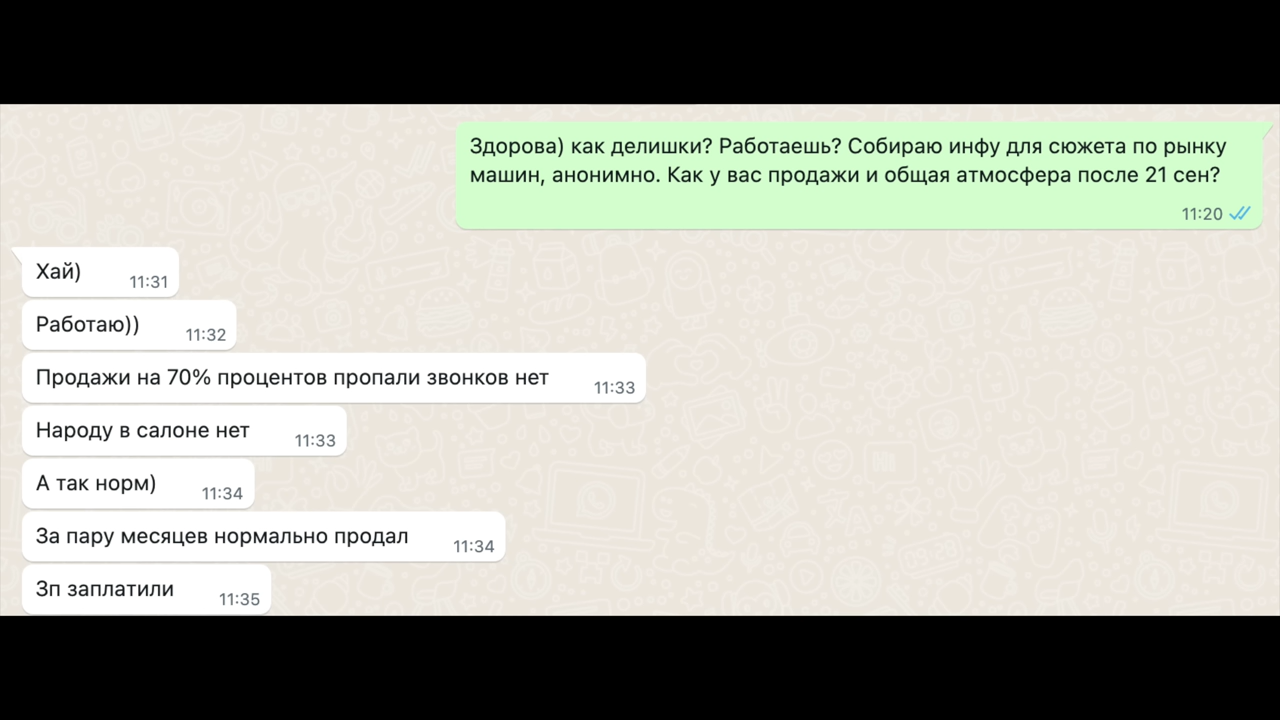 Здорова) как делишки? Работаешь? Собираю инфу для сюжета по рынку
машин, анонимно. Как у вас продажи и общая атмосфера после 21 сен?
11:20
Хай) 11:31
Работаю)) 11:32
Продажи на 70% процентов пропали звонков нет 11:33
Народу в салоне нет 11:33
А так норм) 11:34
За пару месяцев нормально продал 11:34
Зп заплатили 11:35